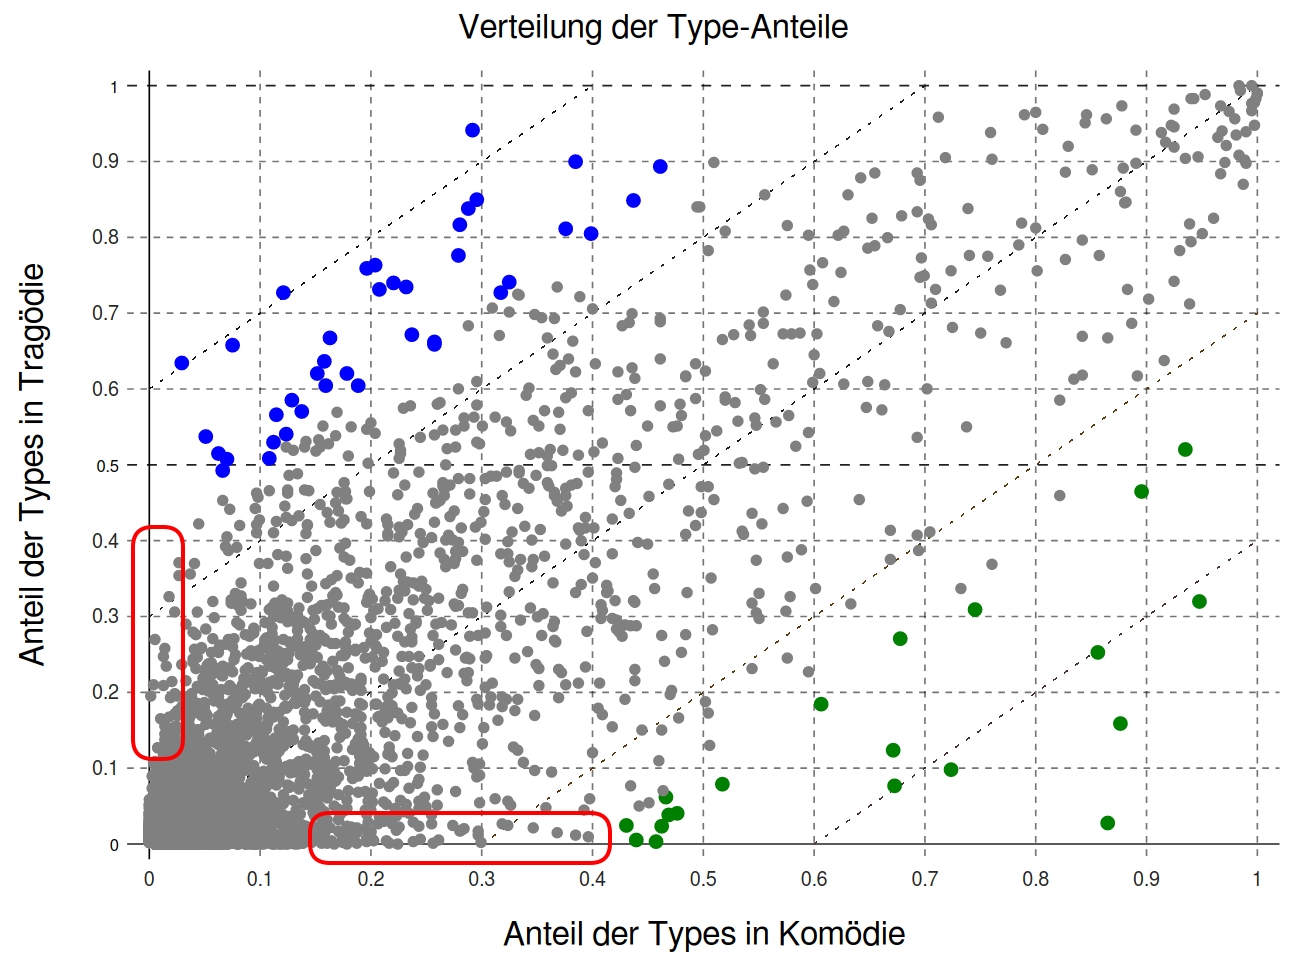 Verteilung der Type-Anteile
Anteil der Types in Tragödie
1
0.9
0.8
0.7
0.6
0.5
0.4
0.3
0.2
0.1
0
0 0.1 0.2 0.3 0.4 0.5 0.6 0.7 0.8 0.9 1
Anteil der Types in Komödie